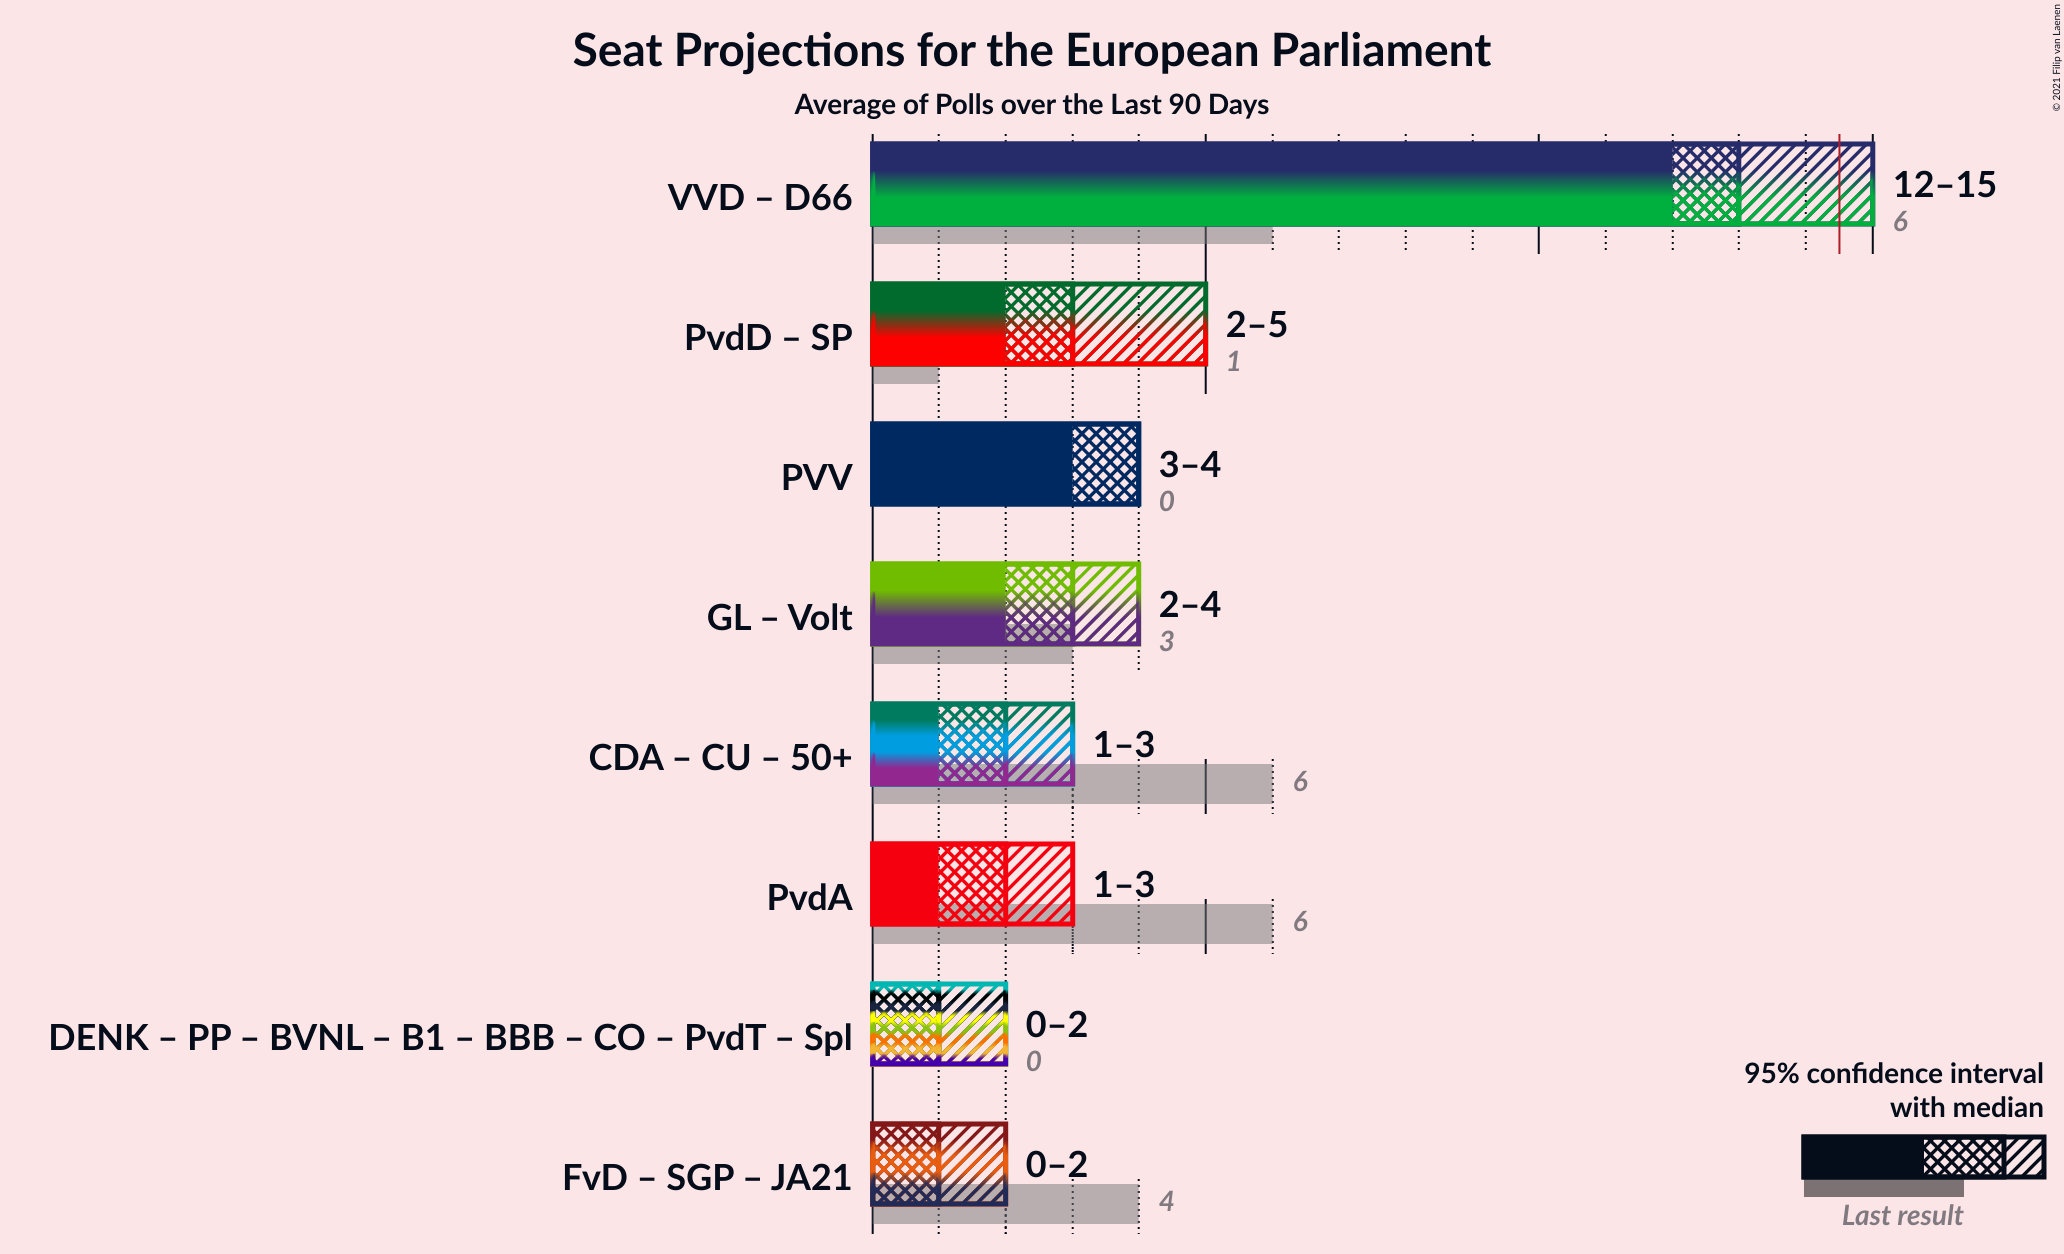 Seat Projections for the European Parliament
Average of Polls over the Last 90 Days
© 2021 Filip van Laenen
VVD – D66
12–15
6
PvdD – SP
2–5
1
PVV
3–4
0
GL – Volt
2–4
3
CDA – CU – 50+
1–3
6
PvdA
1–3
6
DENK – PP – BVNL – B1 – BBB – CO – PvdT – Spl
0–2
0
FvD – SGP – JA21
0–2
4
95% confidence interval
with median
Last result